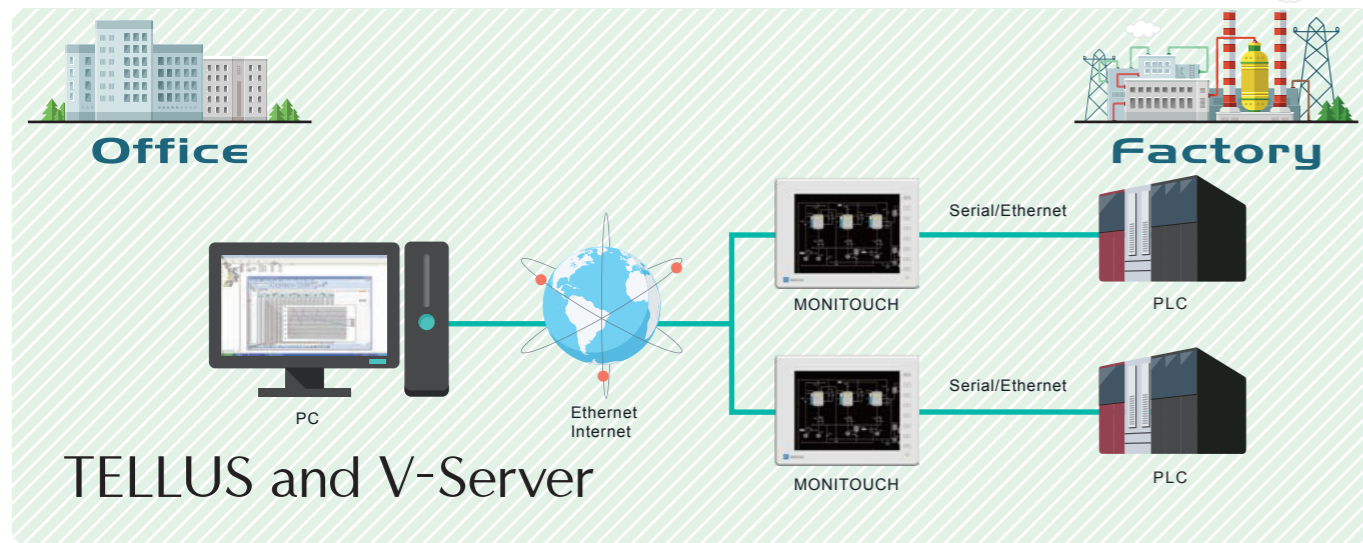 Office
Factory
Serial/Ethernet
MONITOUCH
PLC
PC
Ethernet
Internet
Serial/Ethernet
MONITOUCH
PLC
TELLUS and V-Server